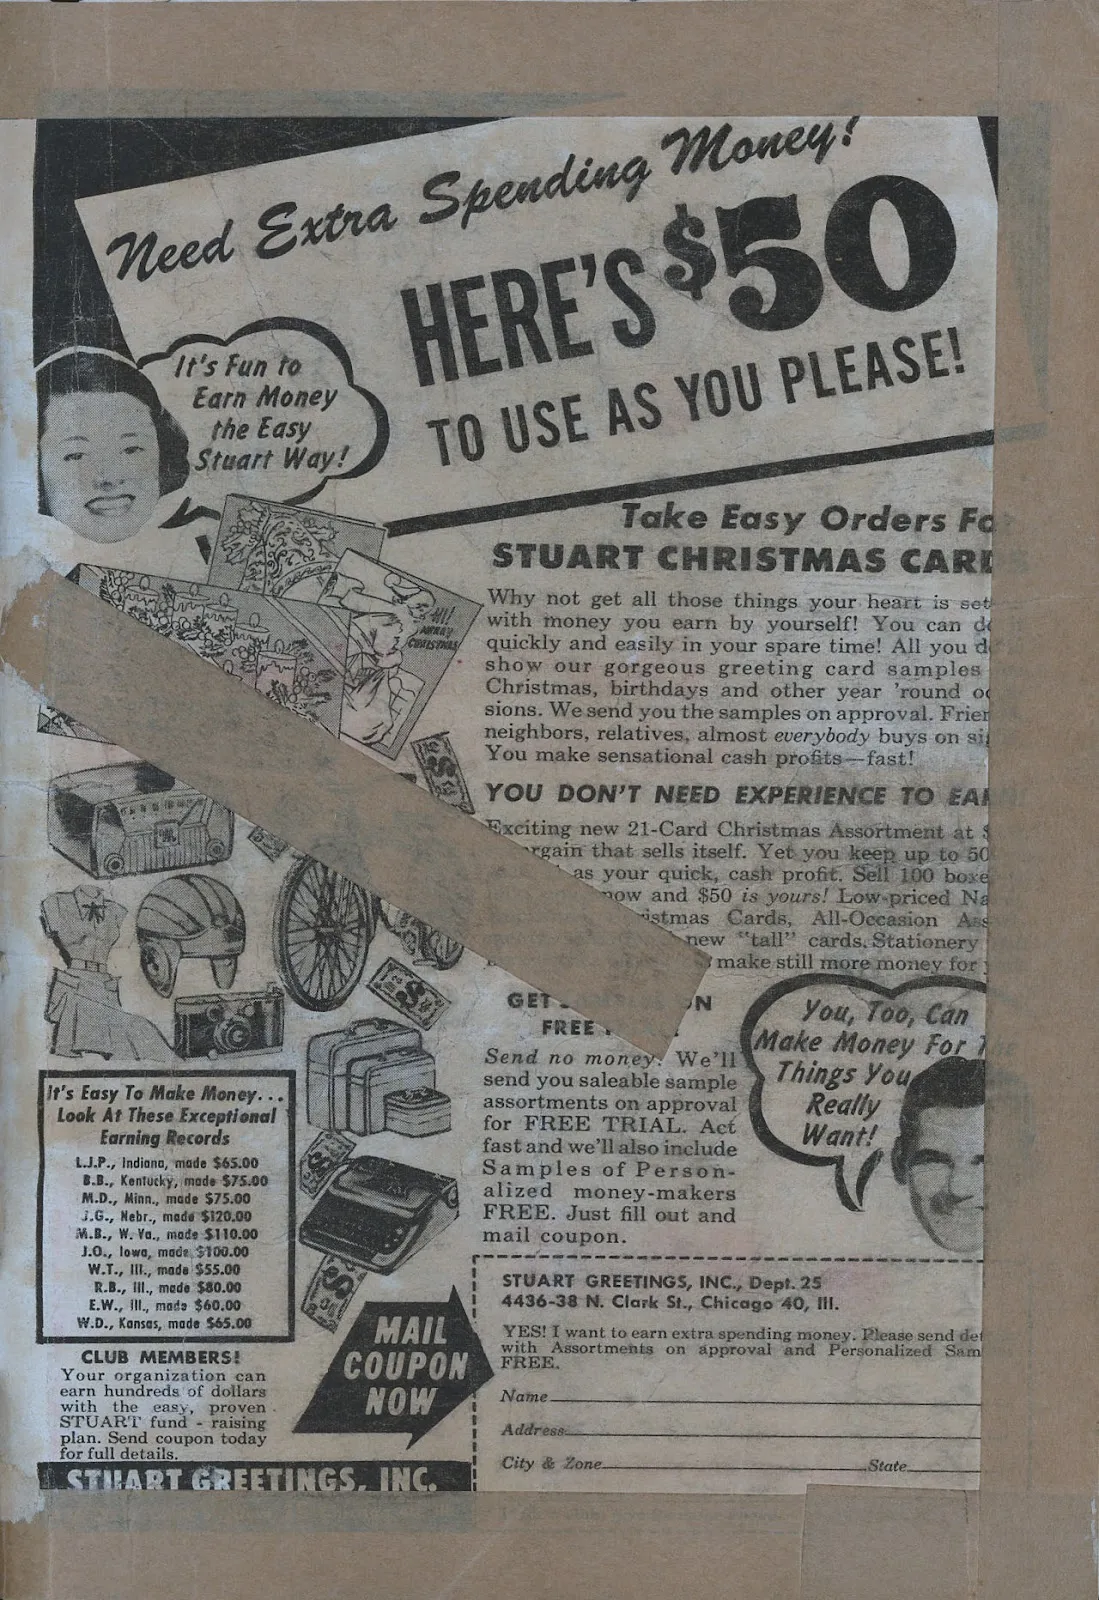 Need Extra Spending Money!
HERE'S $50
TO USE AS YOU PLEASE!
It's Fun to
Earn Money
the Easy
Stuart Way!
HI!
MERRY
CHRISTMAS
Take Easy Orders
STUART CHRISTMAS CARD
Why not get all those things your heart is set
with money you earn by yourself! You can
quickly and easily in your spare time! All you
show our gorgeous greeting card samples
Christmas, birthdays and other year 'round
sions. We send you the samples on approval.
neighbors, relatives, almost everybody buys on
You make sensational cash profits—fast!
YOU DON'T NEED EXPERIENCE TO
Exciting new 21-Card Christmas Assortment at
that sells itself. Yet you keep up to 50
as your quick, cash profit. Sell 100
now and $50 is yours! Low-priced
Cards, All-Occasion
new "tall" cards. Stationery
make still more money for
GET
FREE
Send no money. We'll
send you saleable sample
assortments on approval
for FREE TRIAL. Act
fast and we'll also include
Samples of Person-
alized money-makers
FREE. Just fill out and
mail coupon.
You, Too, Can
Make Money For
Things You
Really
Want!
It's Easy To Make Money...
Look At These Exceptional
Earning Records
L.J.P., Indiana, made $65.00
B.B., Kentucky, made $75.00
M.D., Minn., made $75.00
J.G., Nebr., made $120.00
M.B., W. Va., made $110.00
J.O., Iowa, made $100.00
W.T., Ill., made $55.00
R.B., Ill., made $80.00
E.W., Ill., made $60.00
W.D., Kansas, made $65.00
CLUB MEMBERS!
Your organization can
earn hundreds of dollars
with the easy, proven
STUART fund - raising
plan. Send coupon today
for full details.
MAIL
COUPON
NOW
STUART GREETINGS, INC.
STUART GREETINGS, INC., Dept. 25
4436-38 N. Clark St., Chicago 40, Ill.
YES! I want to earn extra spending money. Please send
with Assortments on approval and Personalized
FREE.
Name
Address
City & Zone State